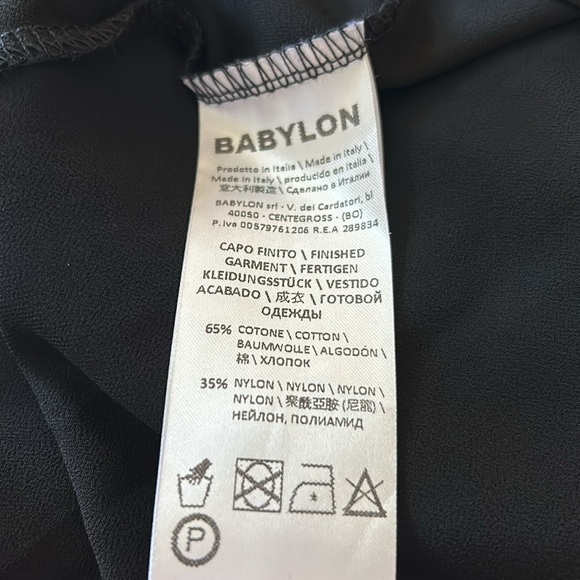 BABYLON
Prodotto in Italia \ Made in Italy \
Made in Italy \ producido en Italia \
意大利製造 \ Сделано в Италии
BABYLON srl - V. dei Cardatori, bl
40050 - CENTEGROSS - (BO)
P.iva 00579761206 R.E.A 289834
CAPO FINITO \ FINISHED
GARMENT \ FERTIGEN
KLEIDUNGSSTÜCK \ VESTIDO
ACABADO \ 成衣 \ ГОТОВОЙ
ОДЕЖДЫ
65% COTONE \ COTTON \
BAUMWOLLE \ ALGODÓN \
棉 \ ХЛОПОК
35% NYLON \ NYLON \ NYLON \
NYLON \ 聚酰亞胺 (尼龍) \
НЕЙЛОН, ПОЛИАМИД
P